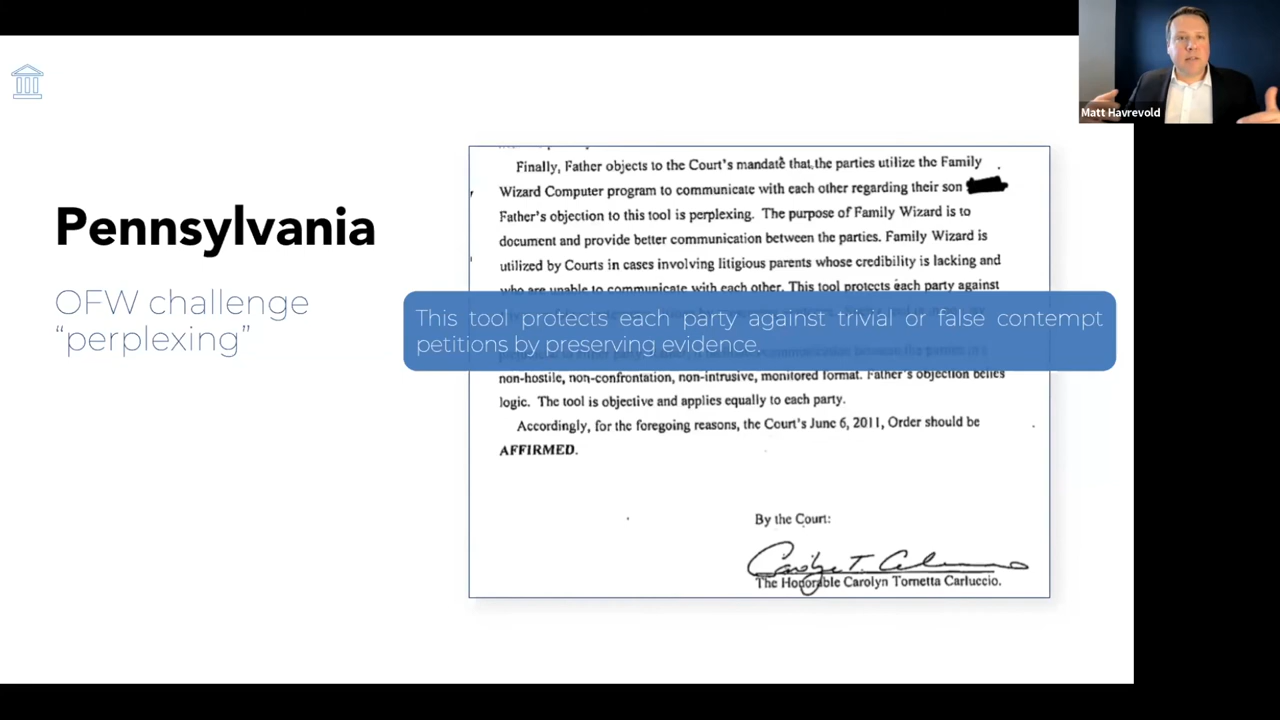 Matt Havrevold
Pennsylvania
OFW challenge
“perplexing”
Finally, Father objects to the Court's mandate that the parties utilize the Family
Wizard Computer program to communicate with each other regarding their son
Father's objection to this tool is perplexing. The purpose of Family Wizard is to
document and provide better communication between the parties. Family Wizard is
utilized by Courts in cases involving litigious parents whose credibility is lacking and
who are unable to communicate with each other. This tool protects each party against
This tool protects each party against trivial or false contempt
petitions by preserving evidence.
non-hostile, non-confrontation, non-intrusive, monitored format. Father's objection belies
logic. The tool is objective and applies equally to each party.
Accordingly, for the foregoing reasons, the Court's June 6, 2011, Order should be
AFFIRMED.
By the Court:
Carolyn T.
The Honorable Carolyn Tornetta Carluccio.